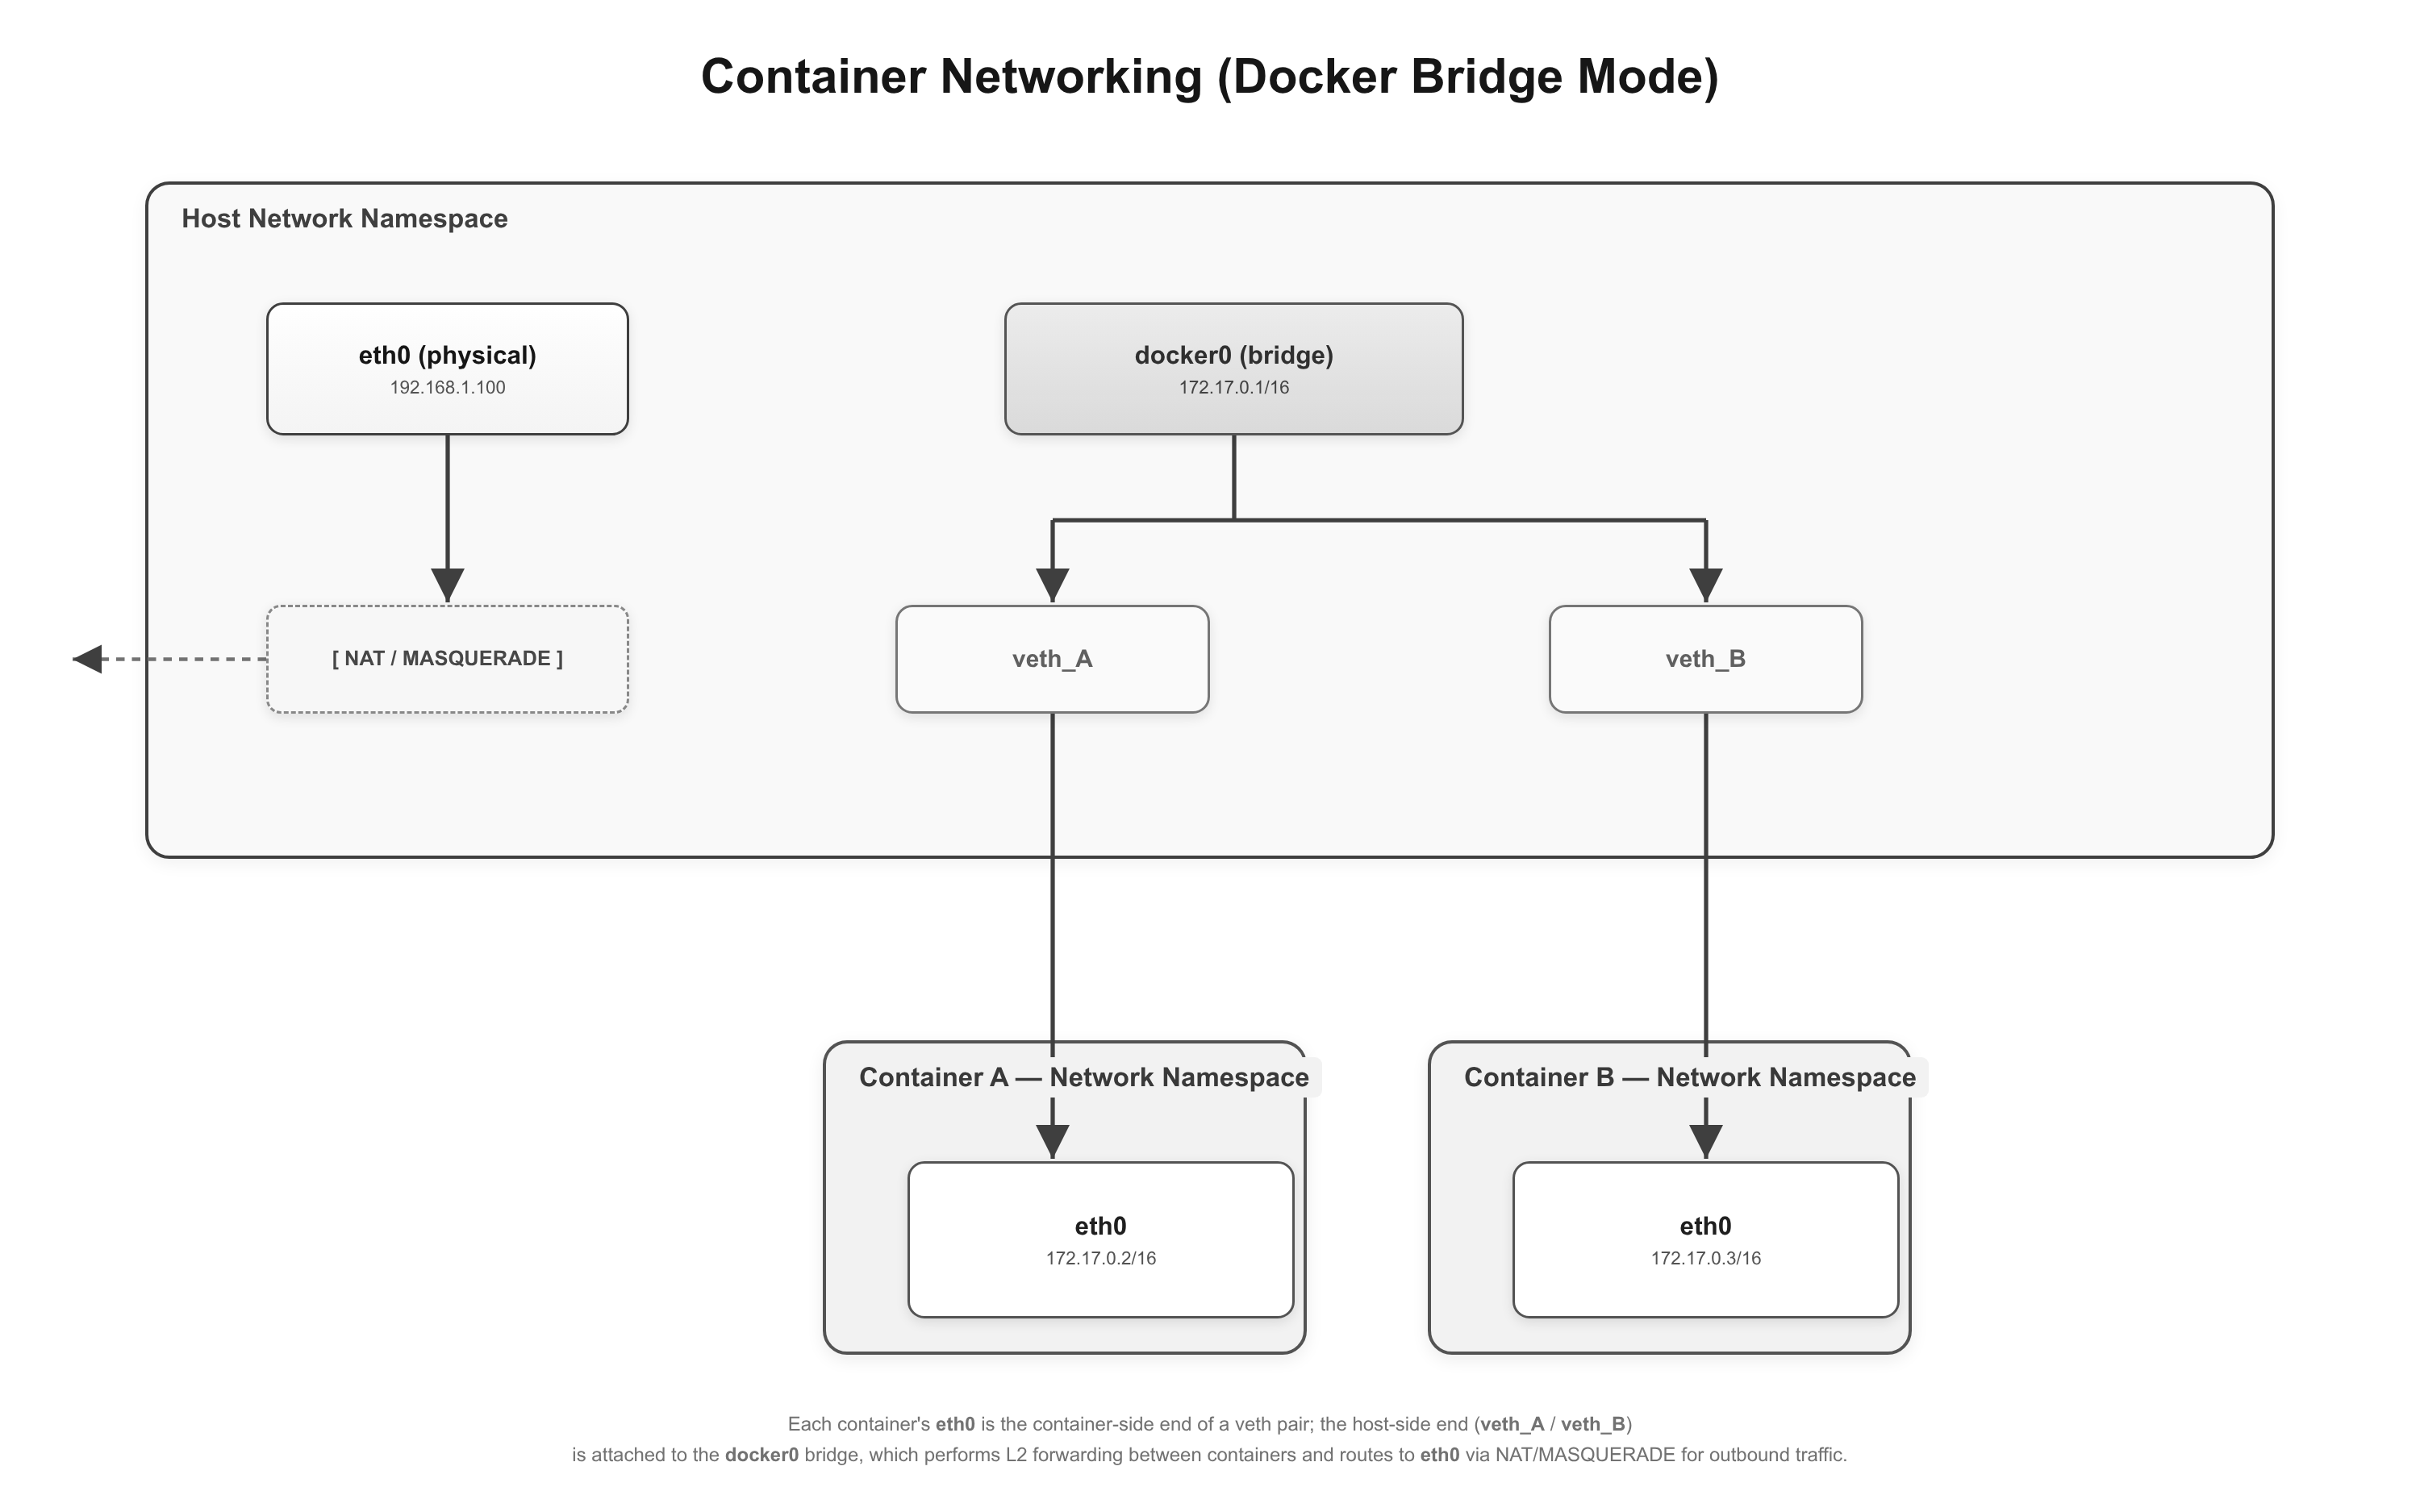 Container Networking (Docker Bridge Mode)
Host Network Namespace
eth0 (physical)
192.168.1.100
docker0 (bridge)
172.17.0.1/16
[ NAT / MASQUERADE ]
veth_A
veth_B
Container A — Network Namespace
Container B — Network Namespace
eth0
172.17.0.2/16
eth0
172.17.0.3/16
Each container's eth0 is the container-side end of a veth pair; the host-side end (veth_A / veth_B)
is attached to the docker0 bridge, which performs L2 forwarding between containers and routes to eth0 via NAT/MASQUERADE for outbound traffic.